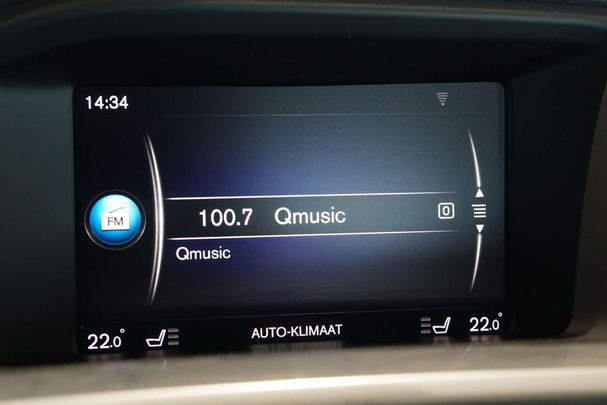 14:34
FM
100.7 Qmusic 0
Qmusic
22.0° AUTO-KLIMAAT 22.0°